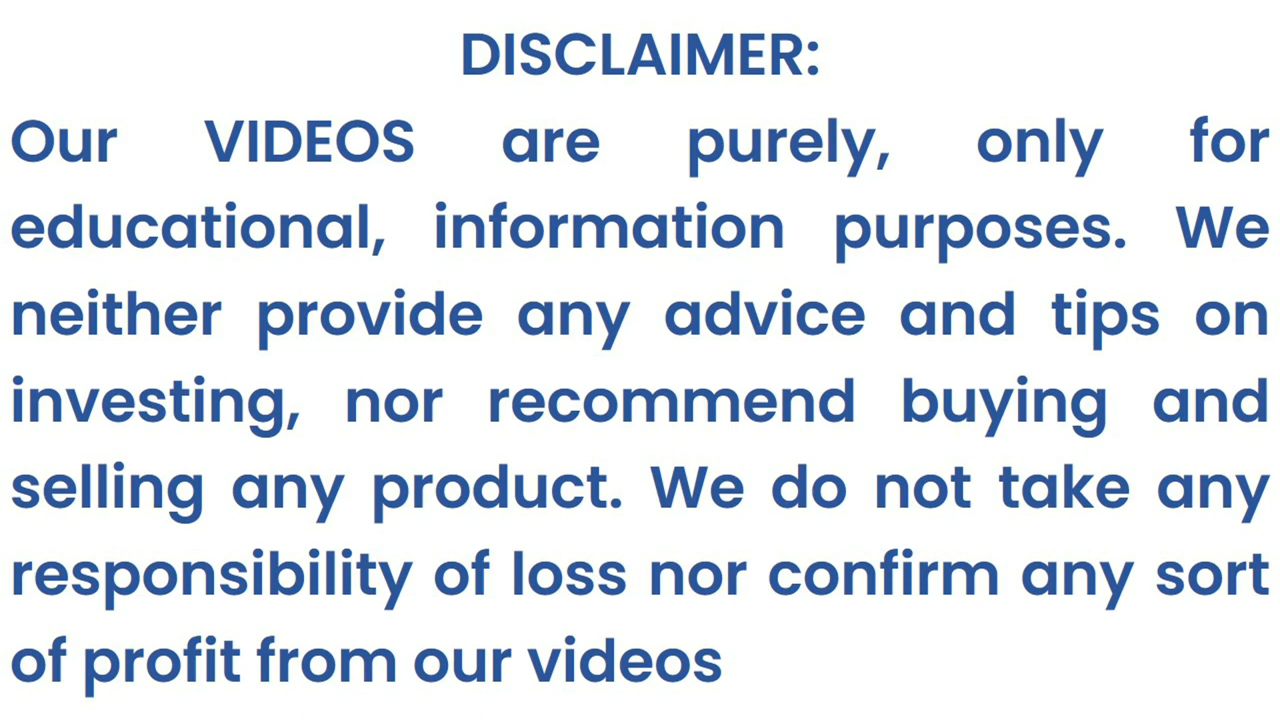 DISCLAIMER:
Our VIDEOS are purely, only for
educational, information purposes. We
neither provide any advice and tips on
investing, nor recommend buying and
selling any product. We do not take any
responsibility of loss nor confirm any sort
of profit from our videos